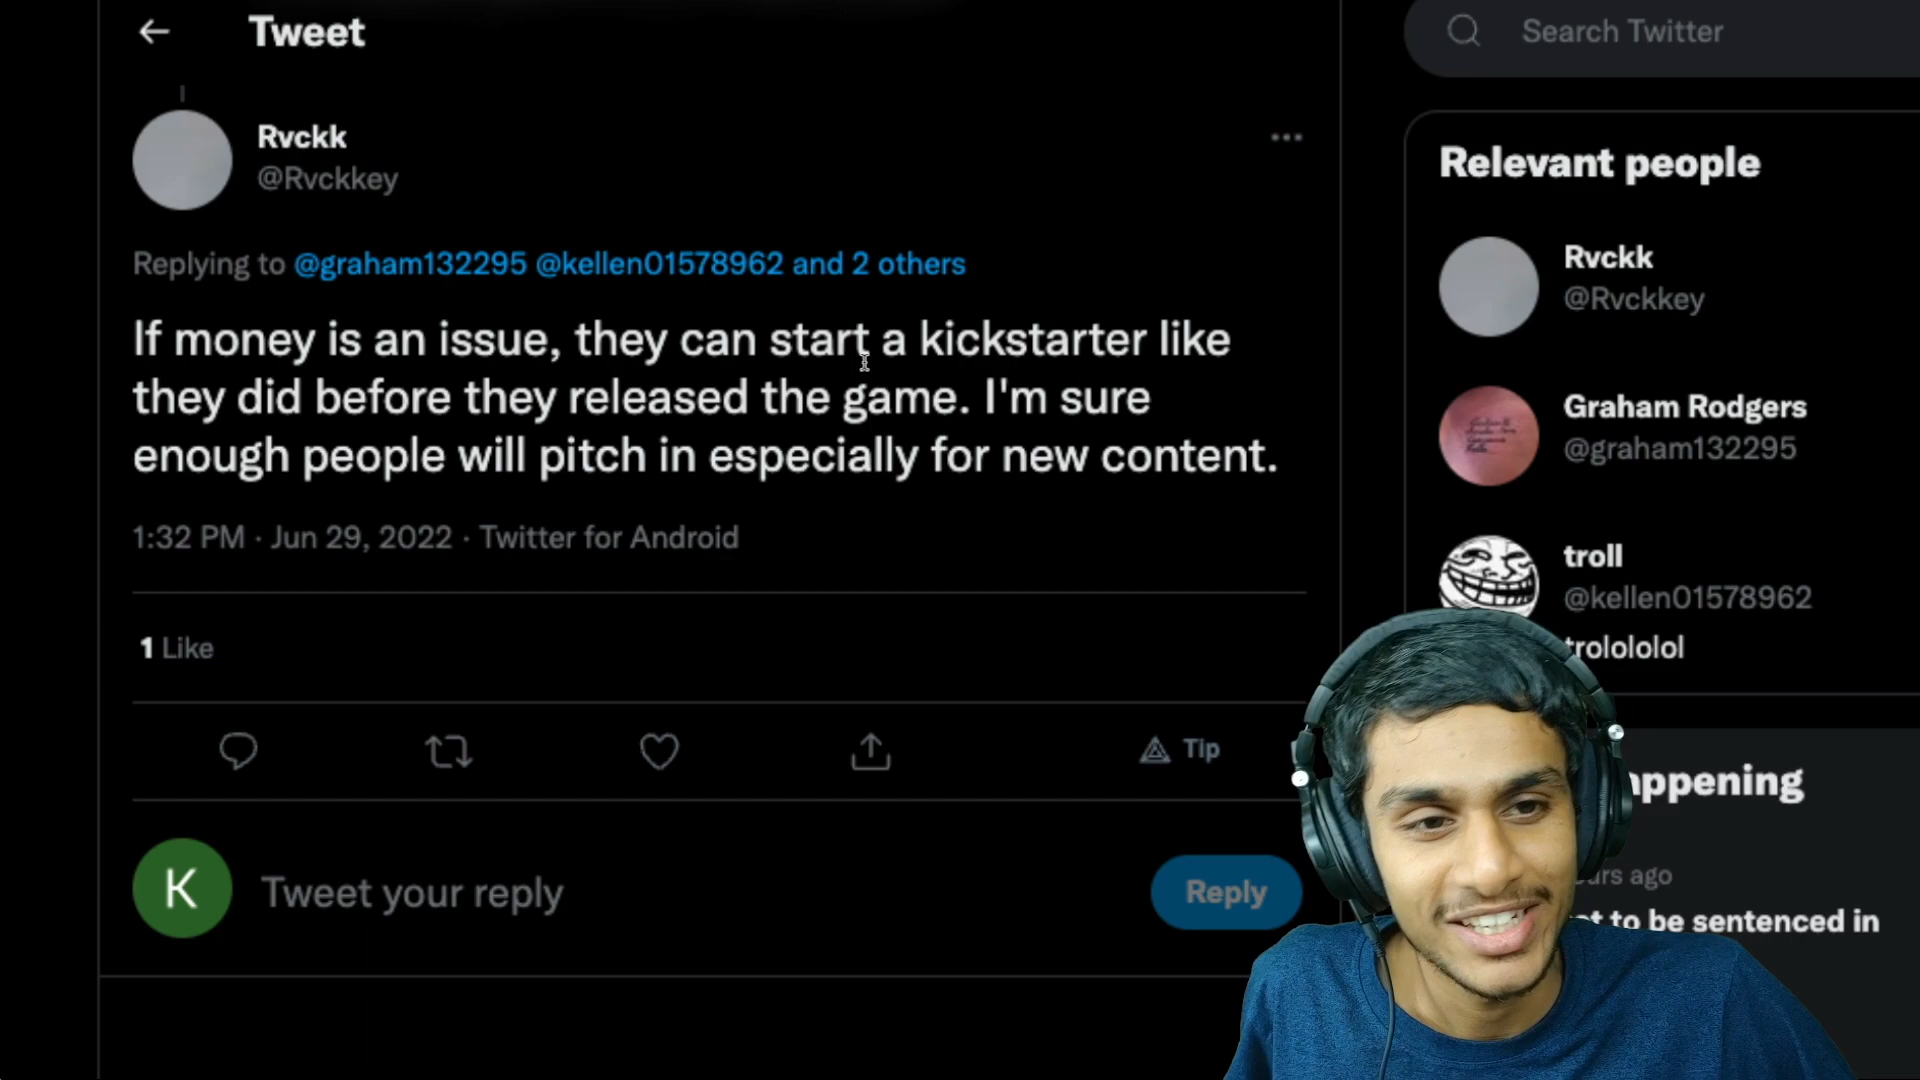 Tweet
Search Twitter
Rvckk
@Rvckkey
Replying to @graham132295 @kellen01578962 and 2 others
If money is an issue, they can start a kickstarter like
they did before they released the game. I'm sure
enough people will pitch in especially for new content.
1:32 PM · Jun 29, 2022 · Twitter for Android
1 Like
Tip
K
Tweet your reply
Reply
Relevant people
Rvckk
@Rvckkey
Graham Rodgers
@graham132295
troll
@kellen01578962
trolololol
ago
to be sentenced in